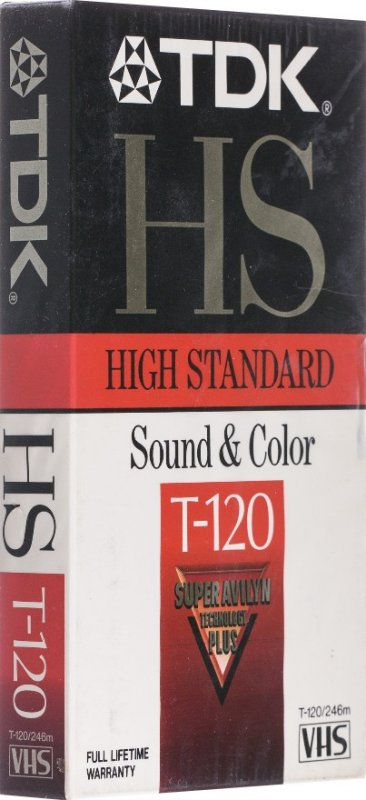 TDK
HS
T-120
T-120/246m
VHS
TDK®
HS
HIGH STANDARD
Sound & Color
T-120
SUPER AVILYN
TECHNOLOGY
PLUS
FULL LIFETIME
WARRANTY
T-120/246m
VHS